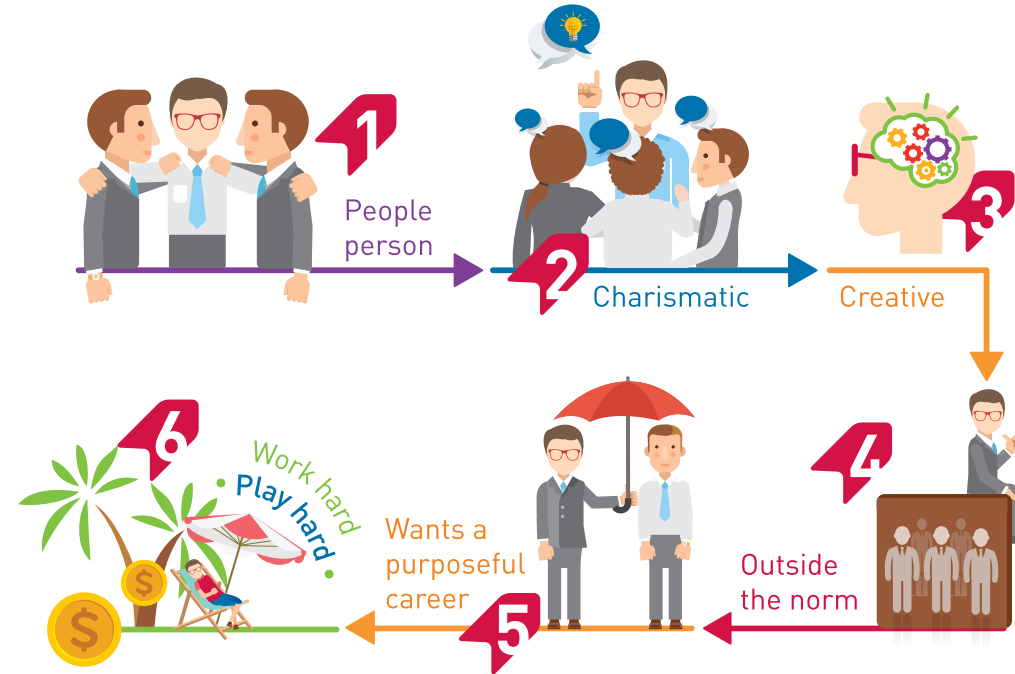 1
People
person
2
Charismatic
3
Creative
4
Outside
the norm
5
Wants a
purposeful
career
6
Work hard
Play hard
$
$